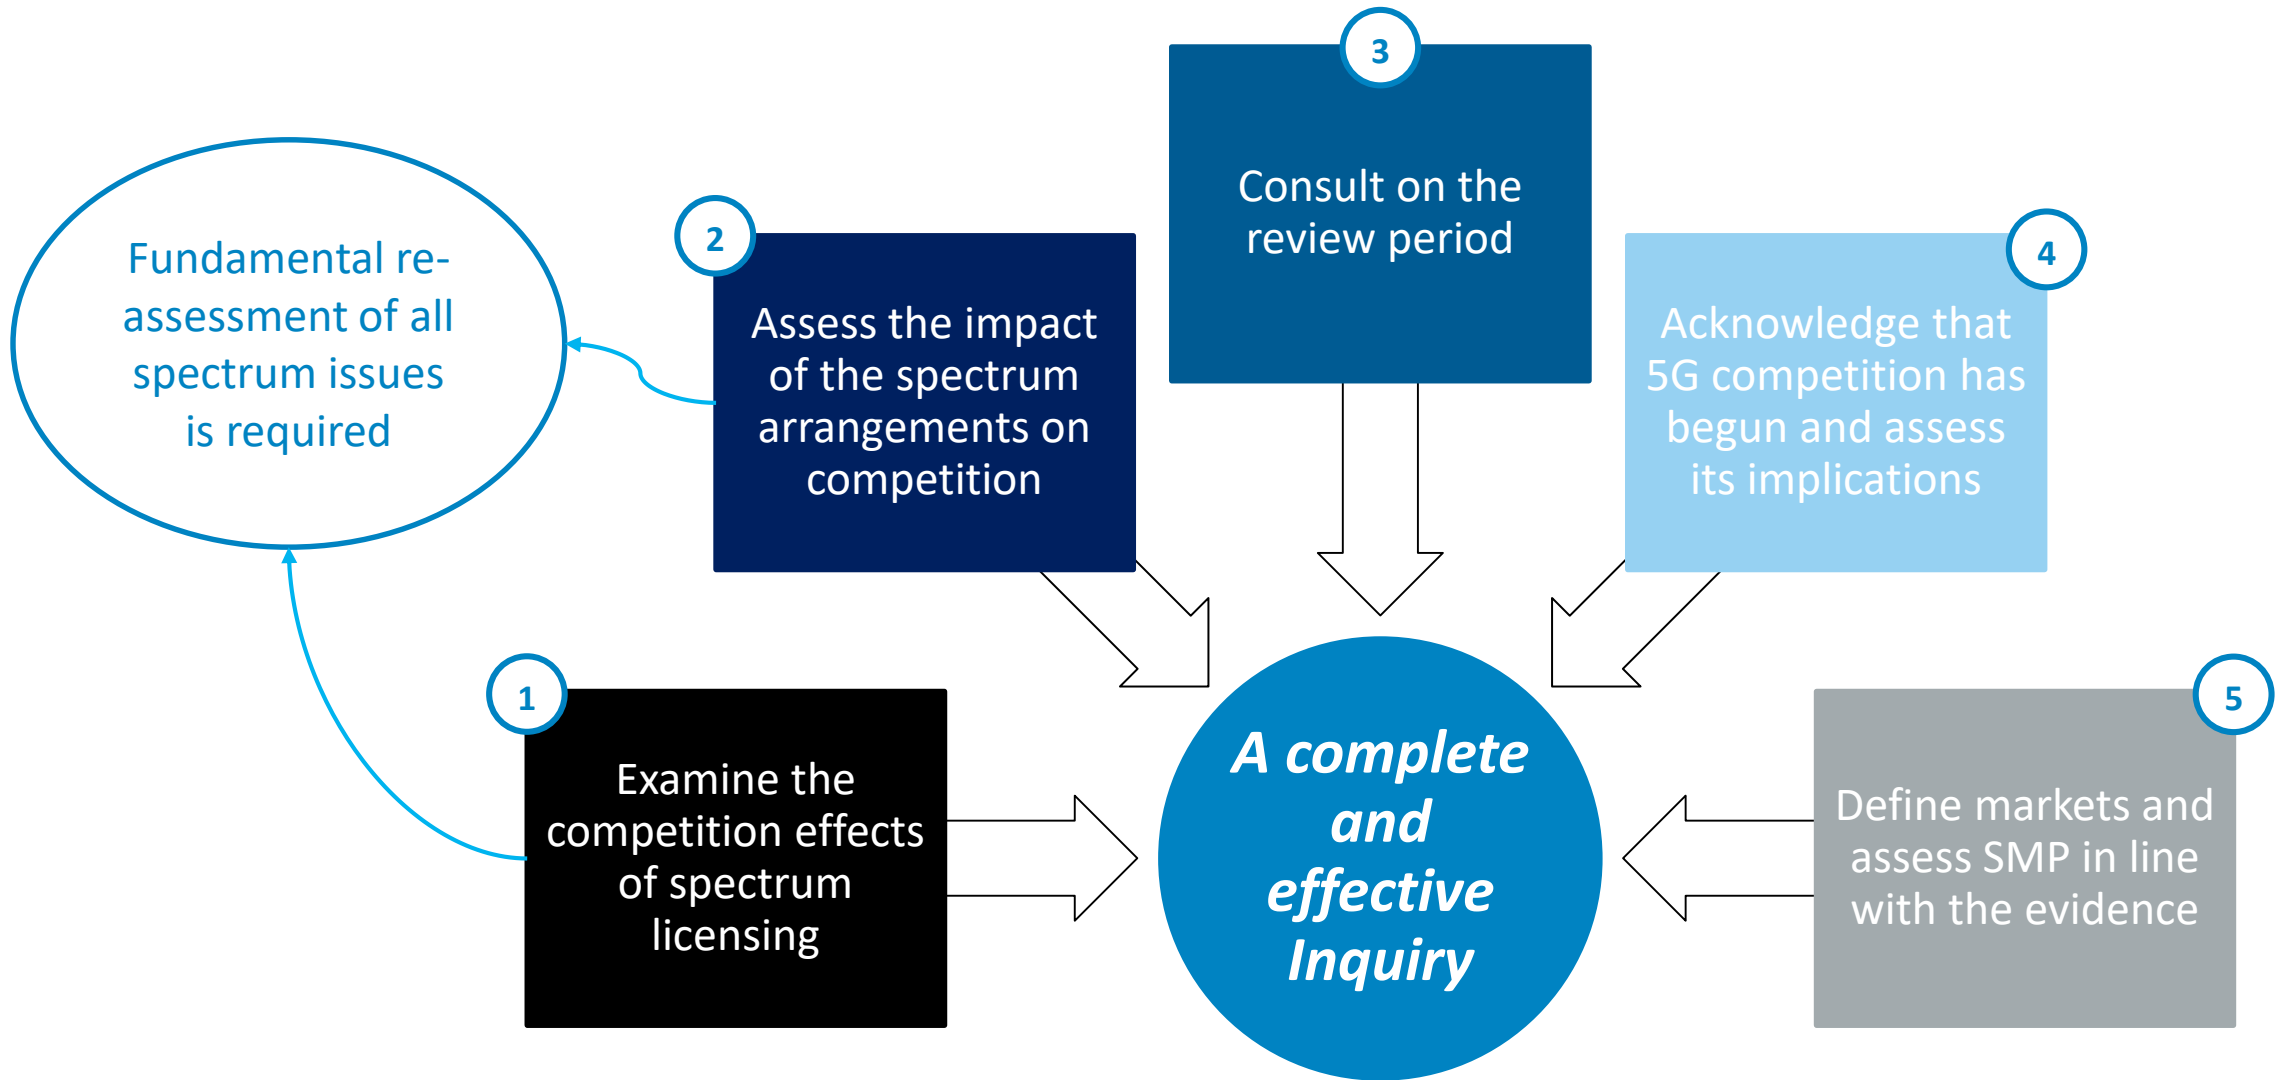 Fundamental re-
assessment of all
spectrum issues
is required
1
Examine the
competition effects
of spectrum
licensing
2
Assess the impact
of the spectrum
arrangements on
competition
3
Consult on the
review period
4
Acknowledge that
5G competition has
begun and assess
its implications
5
Define markets and
assess SMP in line
with the evidence
A complete
and
effective
Inquiry